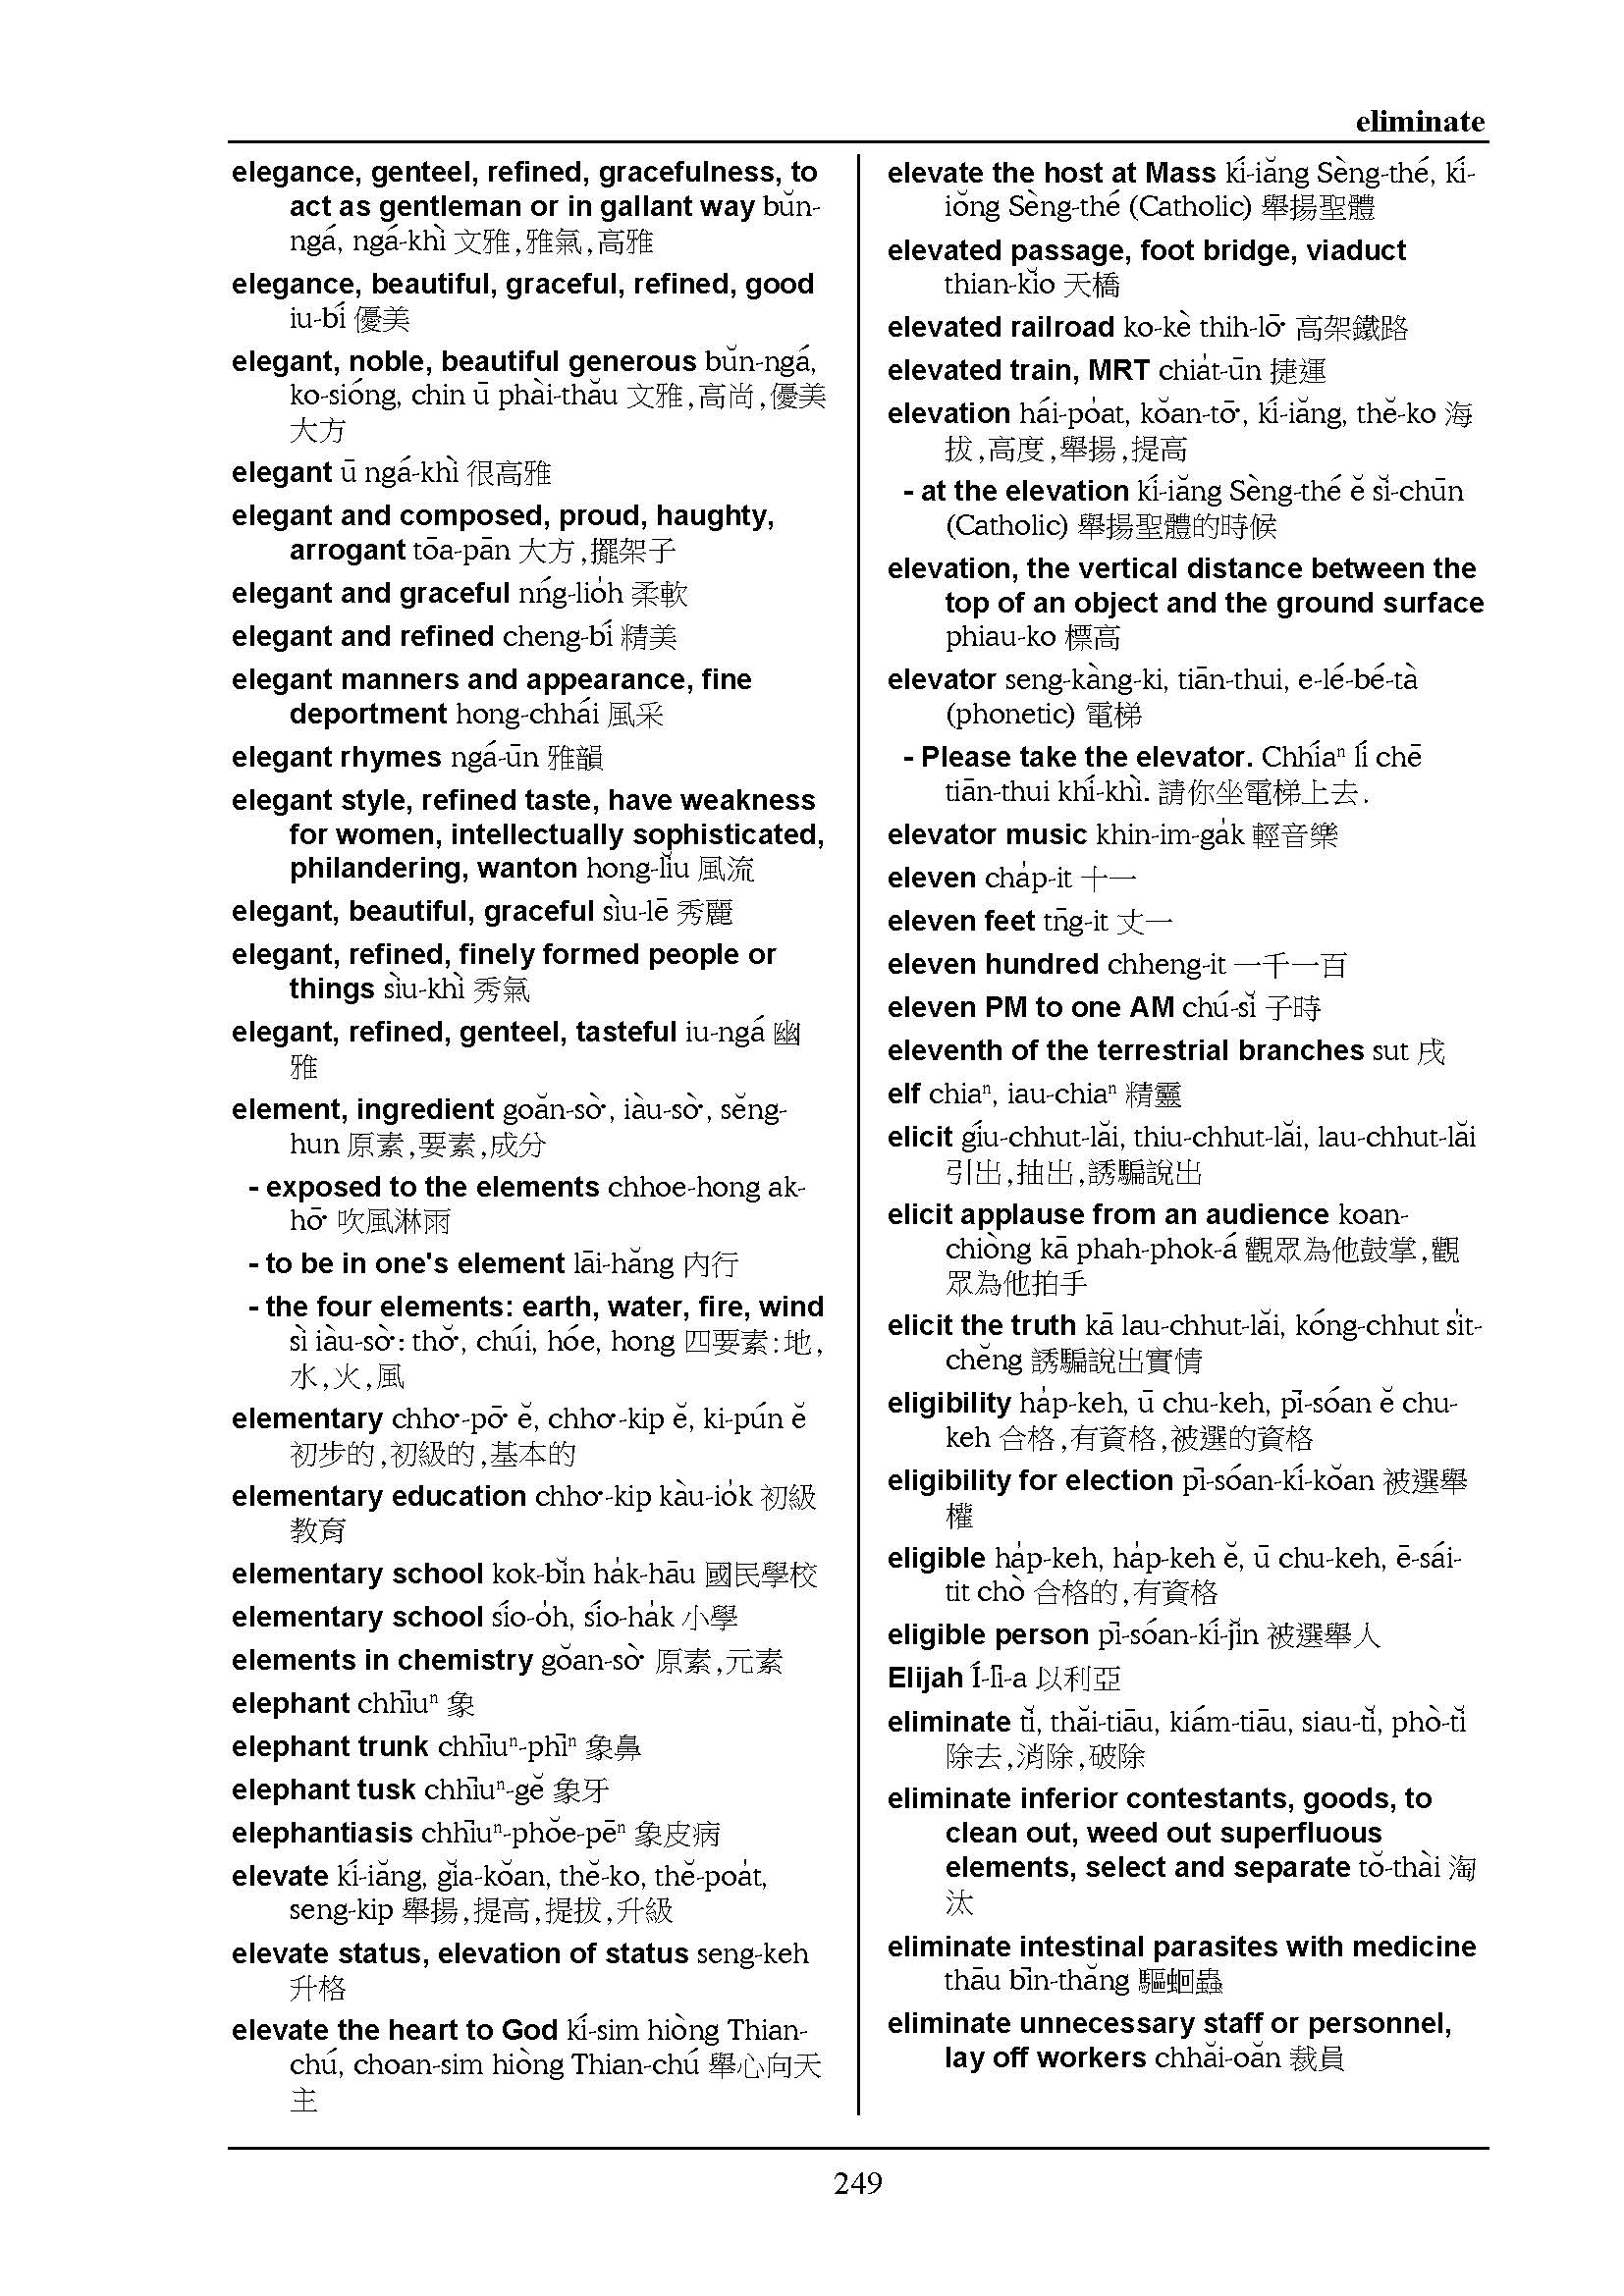 eliminate
elegance, genteel, refined, gracefulness, to
act as gentleman or in gallant way bŭn-
ngá, ngá-khì 文雅,雅氣,高雅
elegance, beautiful, graceful, refined, good
iu-bí 優美
elegant, noble, beautiful generous bŭn-ngá,
ko-sióng, chin ū phài-thău 文雅,高尚,優美
大方
elegant ū ngá-khì 很高雅
elegant and composed, proud, haughty,
arrogant tōa-pān 大方,擺架子
elegant and graceful nńg-lio̍h 柔軟
elegant and refined cheng-bí 精美
elegant manners and appearance, fine
deportment hong-chhái 風采
elegant rhymes ngá-ūn 雅韻
elegant style, refined taste, have weakness
for women, intellectually sophisticated,
philandering, wanton hong-lĭu 風流
elegant, beautiful, graceful sìu-lē 秀麗
elegant, refined, finely formed people or
things sìu-khì 秀氣
elegant, refined, genteel, tasteful iu-ngá 幽
雅
element, ingredient goăn-sò͘, iàu-sò͘, sĕng-
hun 原素,要素,成分
- exposed to the elements chhoe-hong ak-
hō͘ 吹風淋雨
- to be in one's element lāi-hăng 內行
- the four elements: earth, water, fire, wind
sì iàu-sò͘: thŏ͘, chúi, hóe, hong 四要素:地,
水,火,風
elementary chho͘-pō͘ ĕ, chho͘-kip ĕ, ki-pún ĕ
初步的,初級的,基本的
elementary education chho͘-kip kàu-io̍k 初級
教育
elementary school kok-bĭn ha̍k-hāu 國民學校
elementary school sío-o̍h, sío-ha̍k 小學
elements in chemistry gŏan-sò͘ 原素,元素
elephant chhīuⁿ 象
elephant trunk chhīuⁿ-phīⁿ 象鼻
elephant tusk chhīuⁿ-gĕ 象牙
elephantiasis chhīuⁿ-phŏe-pēⁿ 象皮病
elevate kí-iăng, gĭa-kŏan, thĕ-ko, thĕ-poa̍t,
seng-kip 舉揚,提高,提拔,升級
elevate status, elevation of status seng-keh
升格
elevate the heart to God kí-sim hiòng Thian-
chú, choan-sim hiòng Thian-chú 舉心向天
主
elevate the host at Mass kí-iăng Sèng-thé, kí-
iŏng Sèng-thé (Catholic) 舉揚聖體
elevated passage, foot bridge, viaduct
thian-kĭo 天橋
elevated railroad ko-kè thih-lō͘ 高架鐵路
elevated train, MRT chia̍t-ūn 捷運
elevation hái-po̍at, kŏan-tō͘, kí-iăng, thĕ-ko 海
拔,高度,舉揚,提高
- at the elevation kí-iăng Sèng-thé ĕ sĭ-chūn
(Catholic) 舉揚聖體的時候
elevation, the vertical distance between the
top of an object and the ground surface
phiau-ko 標高
elevator seng-kàng-ki, tiān-thui, e-lé-bé-tà
(phonetic) 電梯
- Please take the elevator. Chhíaⁿ lí chē
tiān-thui khí-khì. 請你坐電梯上去.
elevator music khin-im-ga̍k 輕音樂
eleven cha̍p-it 十一
eleven feet tn̄g-it 丈一
eleven hundred chheng-it 一千一百
eleven PM to one AM chú-sĭ 子時
eleventh of the terrestrial branches sut 戌
elf chiaⁿ, iau-chiaⁿ 精靈
elicit gíu-chhut-lăi, thiu-chhut-lăi, lau-chhut-lăi
引出,抽出,誘騙說出
elicit applause from an audience koan-
chiòng kā phah-phok-á 觀眾為他鼓掌,觀
眾為他拍手
elicit the truth kā lau-chhut-lăi, kóng-chhut si̍t-
chĕng 誘騙說出實情
eligibility ha̍p-keh, ū chu-keh, pī-sóan ĕ chu-
keh 合格,有資格,被選的資格
eligibility for election pī-sóan-kí-kŏan 被選舉
權
eligible ha̍p-keh, ha̍p-keh ĕ, ū chu-keh, ē-sái-
tit chò 合格的,有資格
eligible person pī-sóan-kí-jĭn 被選舉人
Elijah Í-lī-a 以利亞
eliminate tĭ, thăi-tiāu, kiám-tiāu, siau-tĭ, phò-tĭ
除去,消除,破除
eliminate inferior contestants, goods, to
clean out, weed out superfluous
elements, select and separate tŏ-thài 淘
汰
eliminate intestinal parasites with medicine
thāu bīn-thăng 驅蛔蟲
eliminate unnecessary staff or personnel,
lay off workers chhăi-oăn 裁員
249